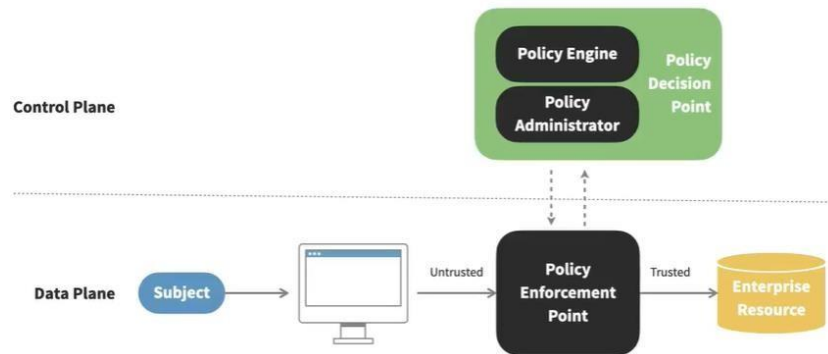 Policy Engine
Policy
Administrator
Policy
Decision
Point
Control Plane
Data Plane
Subject
Untrusted
Policy
Enforcement
Point
Trusted
Enterprise
Resource